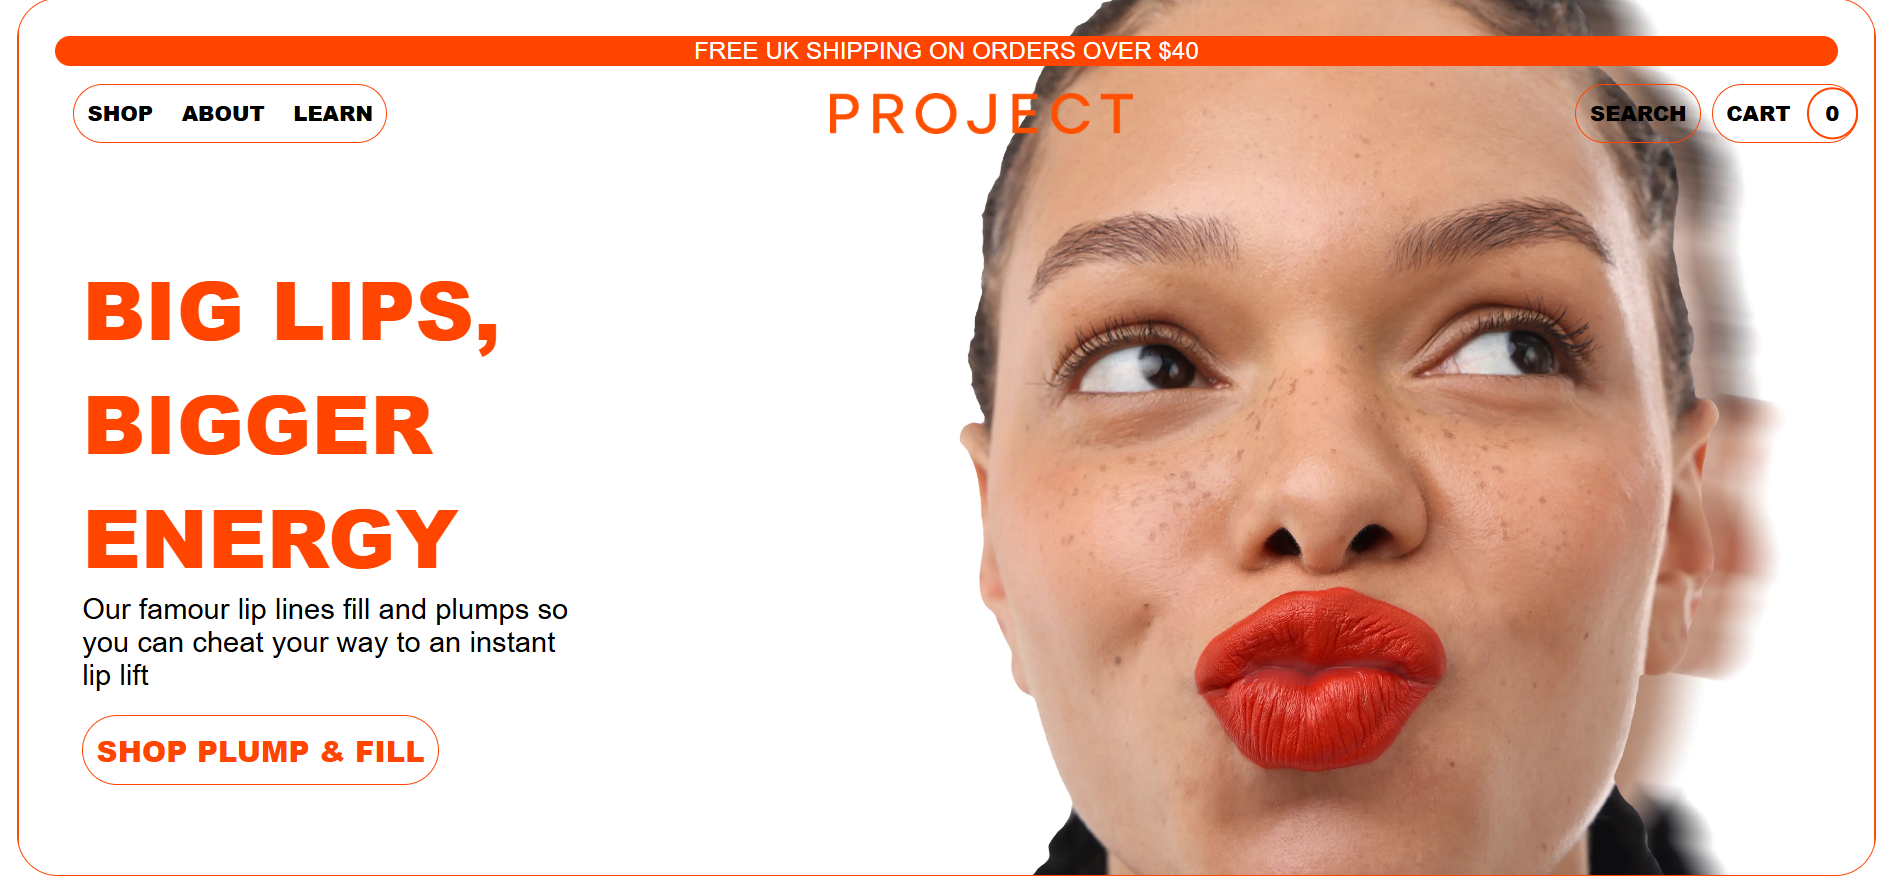 FREE UK SHIPPING ON ORDERS OVER $40
SHOP ABOUT LEARN
PROJECT
SEARCH
CART 0
BIG LIPS,
BIGGER
ENERGY
Our famour lip lines fill and plumps so
you can cheat your way to an instant
lip lift
SHOP PLUMP & FILL